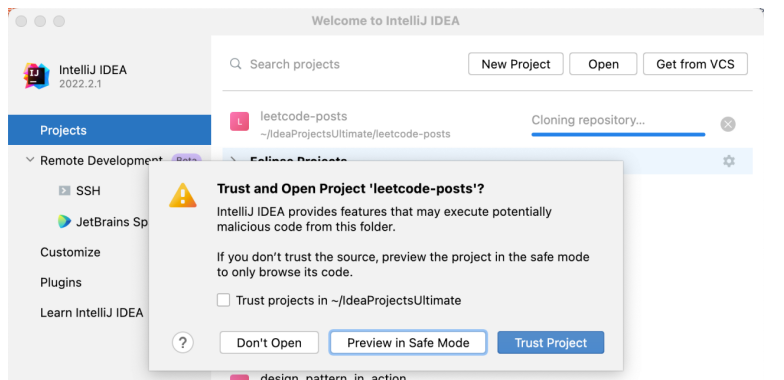 Welcome to IntelliJ IDEA
IJ
IntelliJ IDEA
2022.2.1
Search projects
New Project
Open
Get from VCS
L
leetcode-posts
~/IdeaProjectsUltimate/leetcode-posts
Cloning repository...
Projects
Remote Development
Beta
Eclipse Projects
SSH
JetBrains Sp
Customize
Plugins
Learn IntelliJ IDEA
Trust and Open Project 'leetcode-posts'?
IntelliJ IDEA provides features that may execute potentially
malicious code from this folder.
If you don't trust the source, preview the project in the safe mode
to only browse its code.
Trust projects in ~/IdeaProjectsUltimate
?
Don't Open
Preview in Safe Mode
Trust Project
design_pattern_in_action